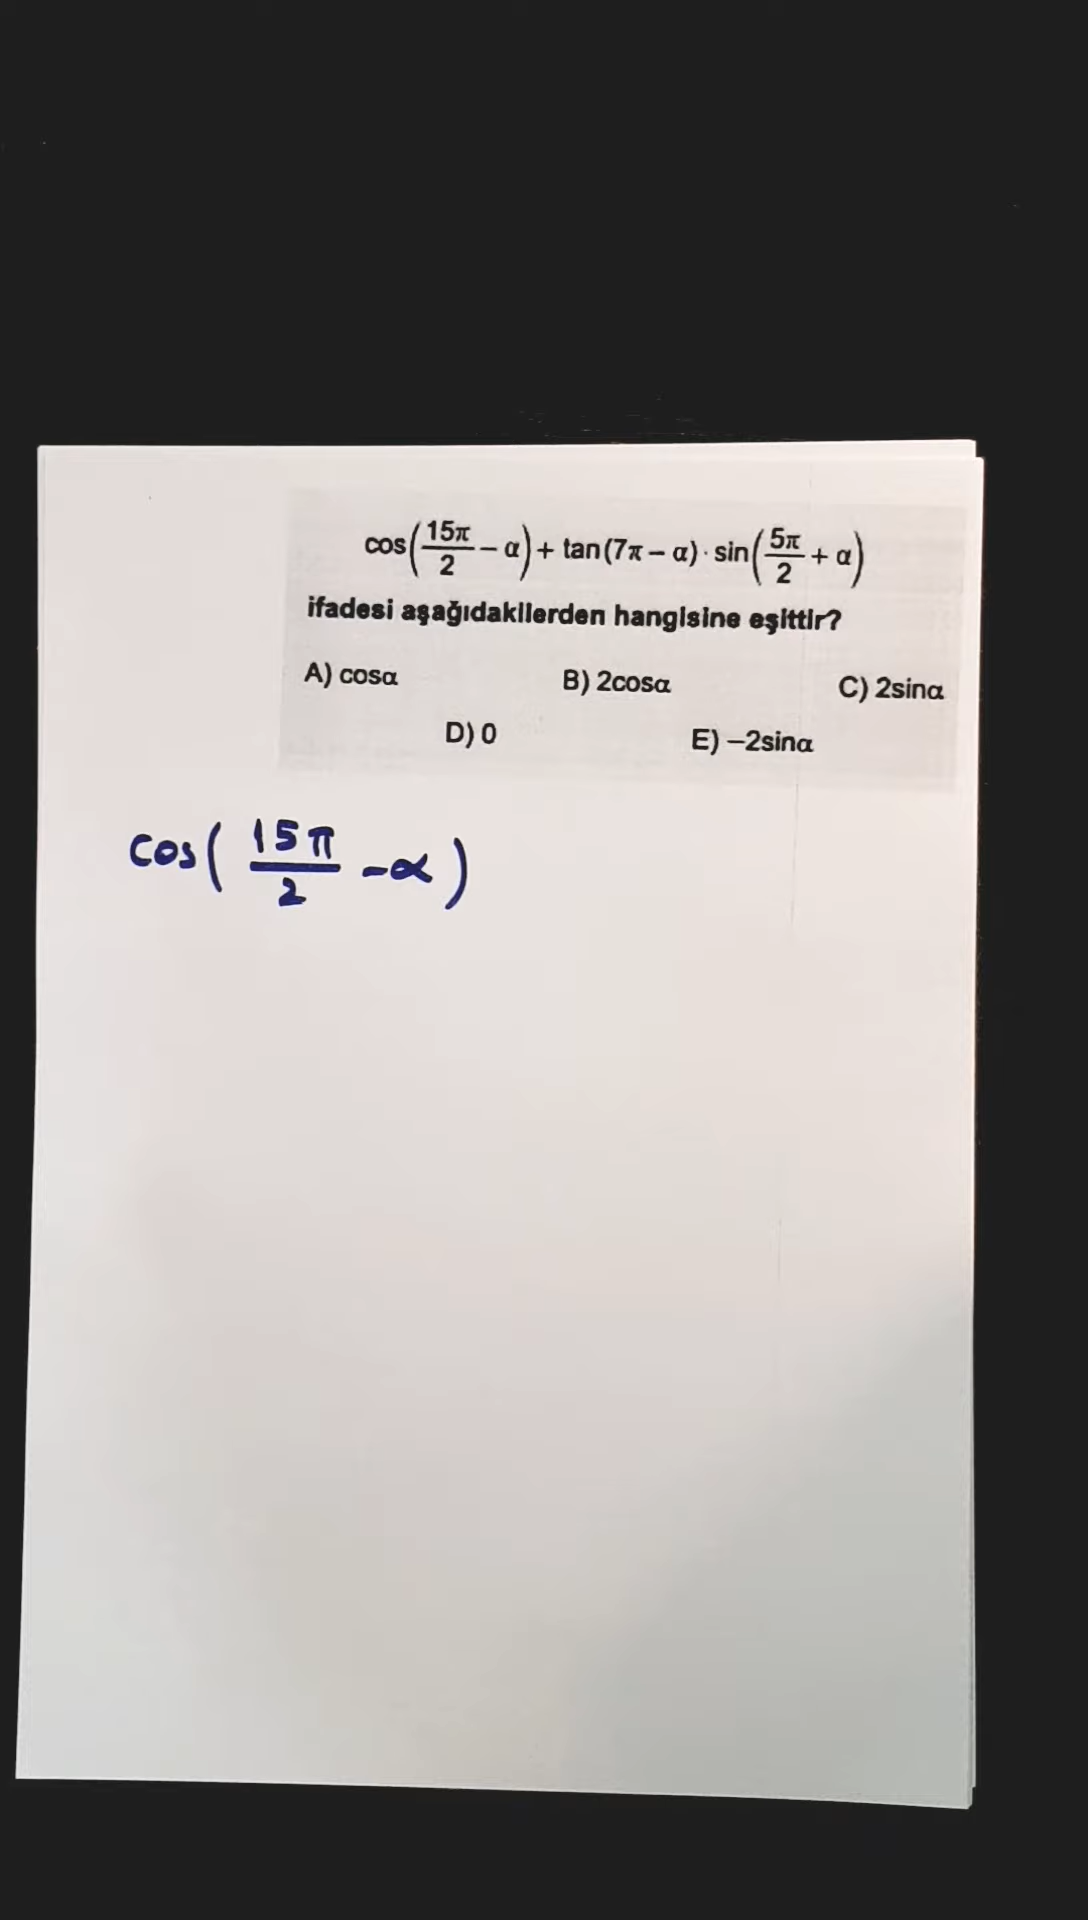 cos(15π/2 − α) + tan(7π − α) · sin(5π/2 + α)
ifadesi aşağıdakilerden hangisine eşittir?
A) cosα B) 2cosα C) 2sinα
D) 0 E) −2sinα
cos(15π/2 −α)